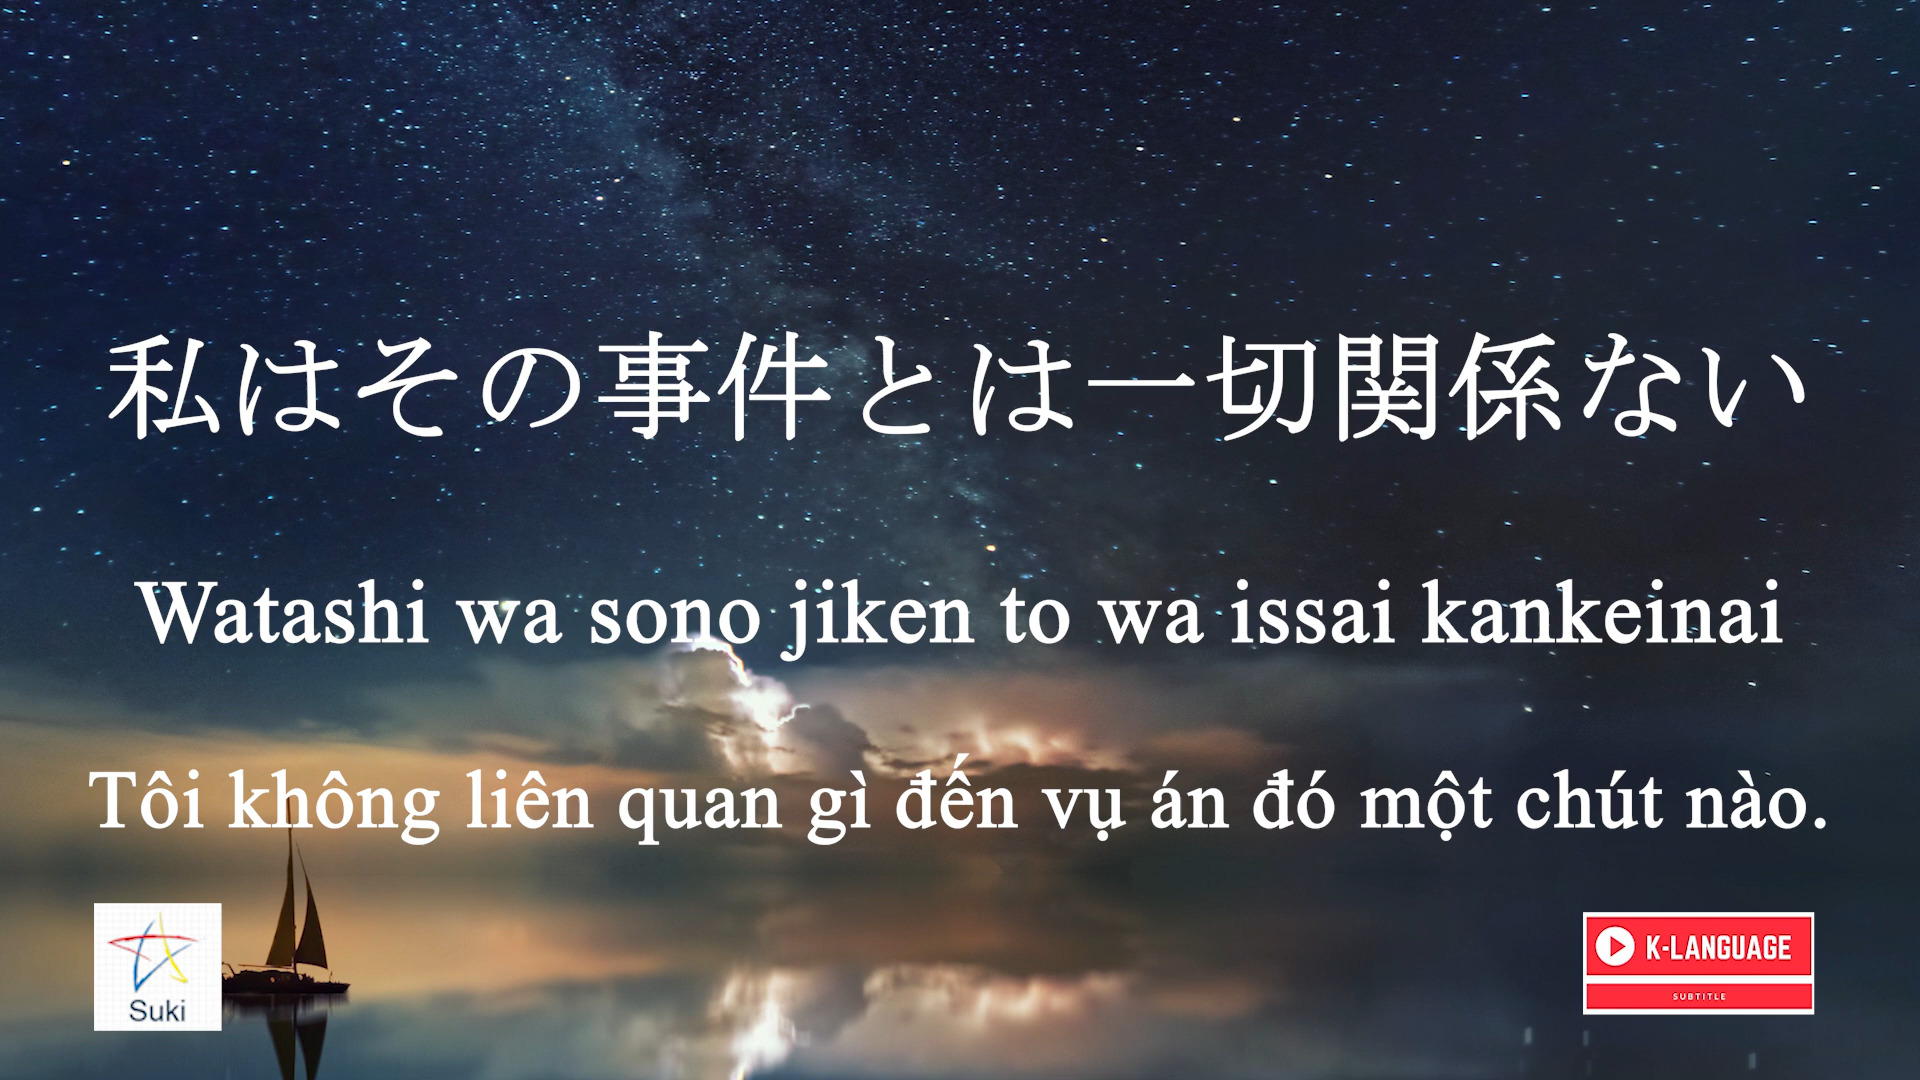 私はその事件とは一切関係ない
Watashi wa sono jiken to wa issai kankeinai
Tôi không liên quan gì đến vụ án đó một chút nào.
Suki
K-LANGUAGE
SUBTITLE